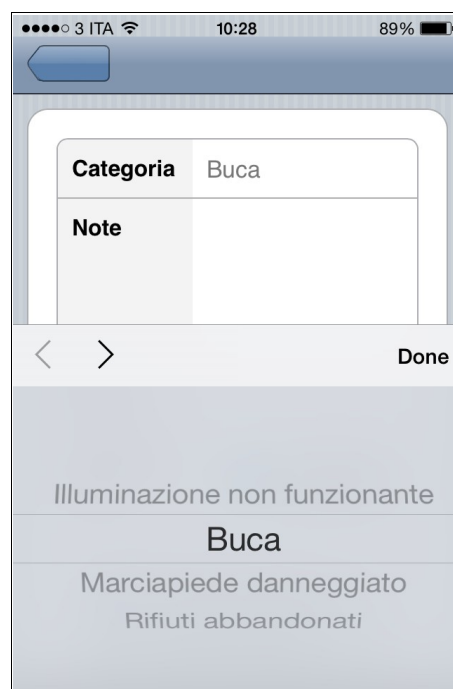 3 ITA 10:28 89%
Categoria Buca
Note
Done
Illuminazione non funzionante
Buca
Marciapiede danneggiato
Rifiuti abbandonati